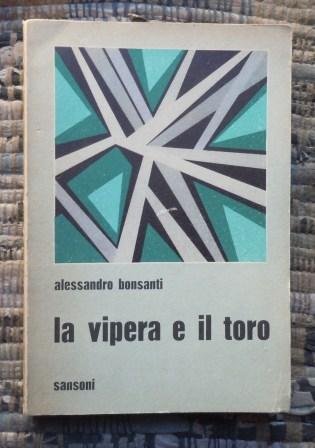 alessandro bonsanti
la vipera e il toro
sansoni